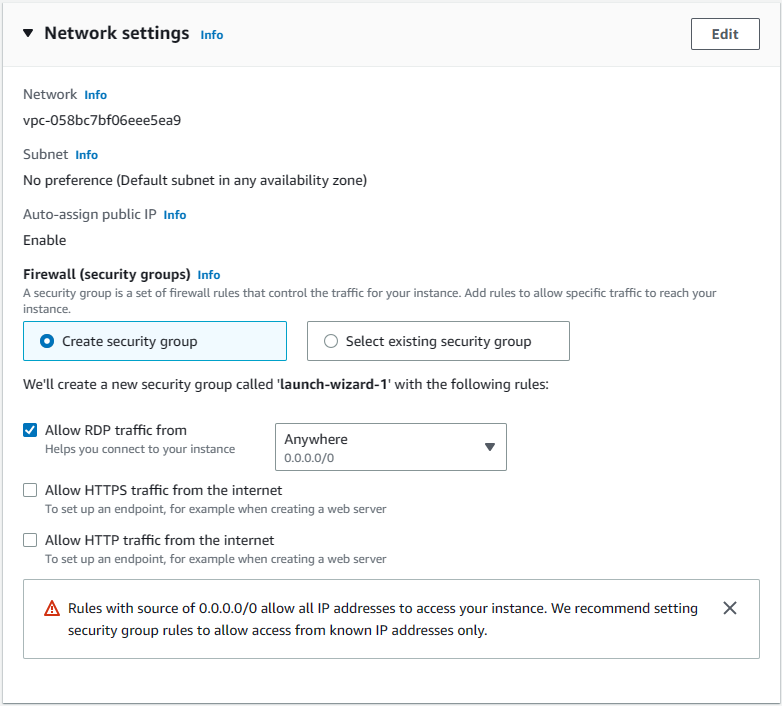 Network settings Info
Edit
Network Info
vpc-058bc7bf06eee5ea9
Subnet Info
No preference (Default subnet in any availability zone)
Auto-assign public IP Info
Enable
Firewall (security groups) Info
A security group is a set of firewall rules that control the traffic for your instance. Add rules to allow specific traffic to reach your
instance.
Create security group
Select existing security group
We'll create a new security group called 'launch-wizard-1' with the following rules:
Allow RDP traffic from
Helps you connect to your instance
Anywhere
0.0.0.0/0
Allow HTTPS traffic from the internet
To set up an endpoint, for example when creating a web server
Allow HTTP traffic from the internet
To set up an endpoint, for example when creating a web server
Rules with source of 0.0.0.0/0 allow all IP addresses to access your instance. We recommend setting
security group rules to allow access from known IP addresses only.